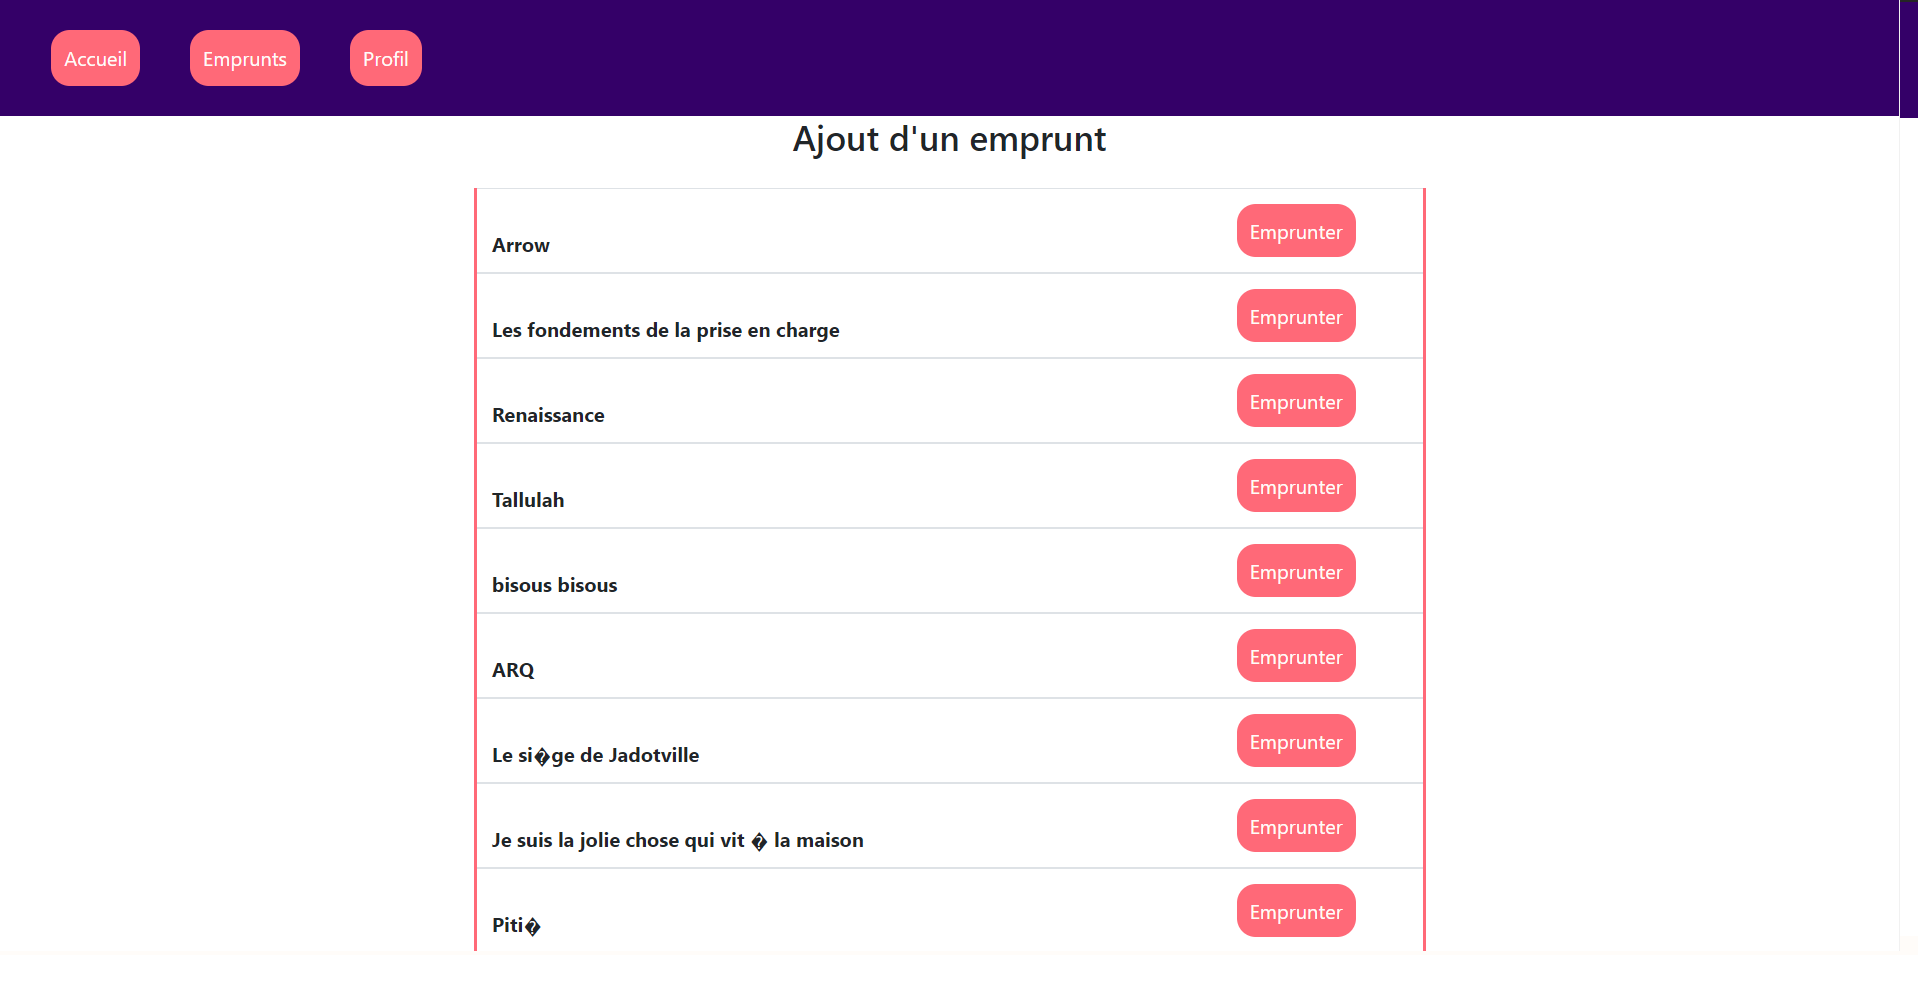 Accueil Emprunts Profil
Ajout d'un emprunt
Arrow Emprunter
Les fondements de la prise en charge Emprunter
Renaissance Emprunter
Tallulah Emprunter
bisous bisous Emprunter
ARQ Emprunter
Le si�ge de Jadotville Emprunter
Je suis la jolie chose qui vit � la maison Emprunter
Piti� Emprunter